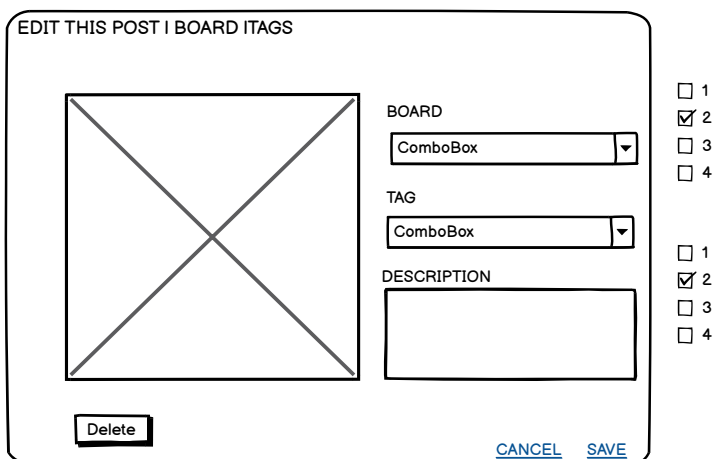 EDIT THIS POST I BOARD ITAGS
BOARD
ComboBox
TAG
ComboBox
DESCRIPTION
Delete
CANCEL SAVE
1
2
3
4
1
2
3
4